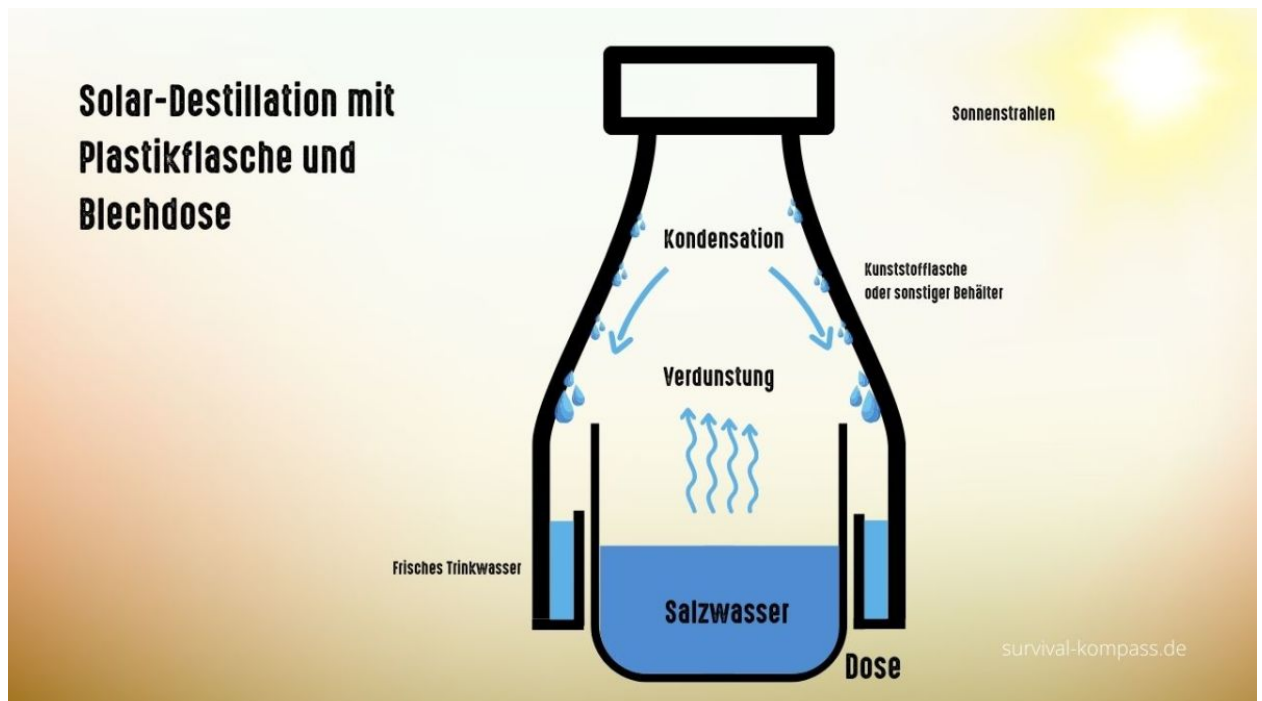 Solar-Destillation mit
Plastikflasche und
Blechdose
Sonnenstrahlen
Kondensation
Kunststofflasche
oder sonstiger Behälter
Verdunstung
Frisches Trinkwasser
Salzwasser
survival-kompass.de
Dose